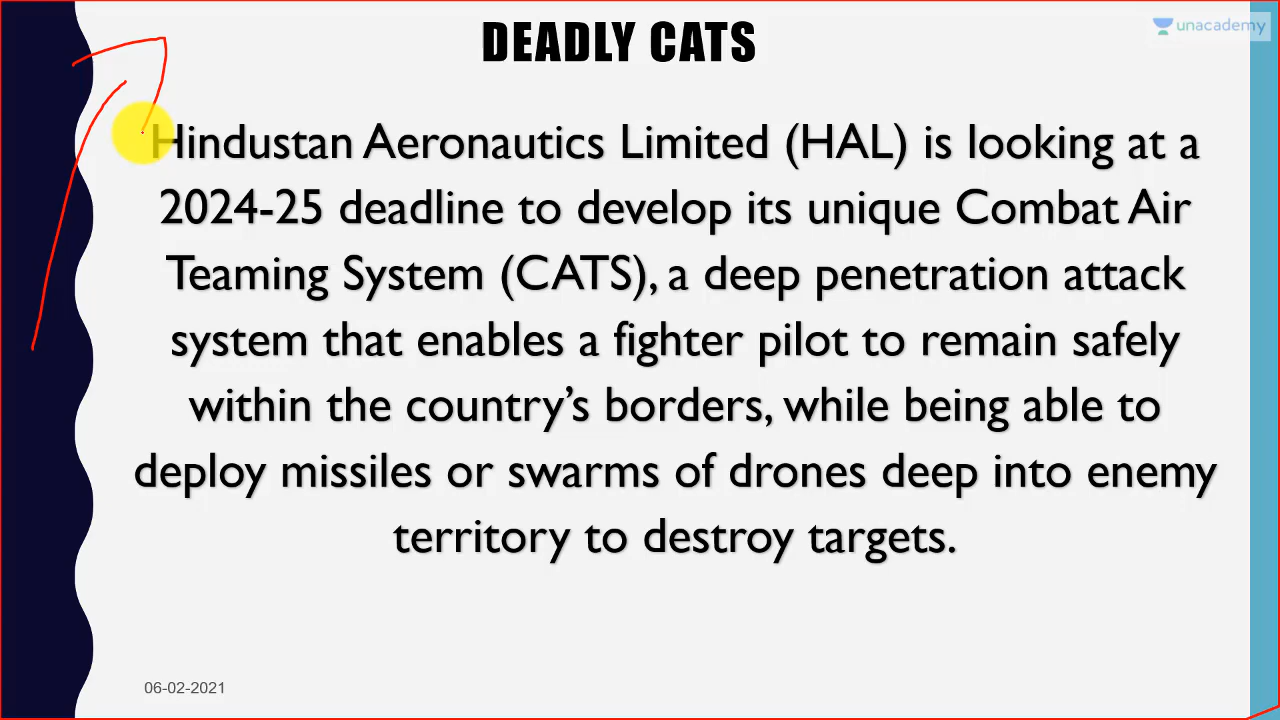 DEADLY CATS
unacademy
Hindustan Aeronautics Limited (HAL) is looking at a
2024-25 deadline to develop its unique Combat Air
Teaming System (CATS), a deep penetration attack
system that enables a fighter pilot to remain safely
within the country’s borders, while being able to
deploy missiles or swarms of drones deep into enemy
territory to destroy targets.
06-02-2021